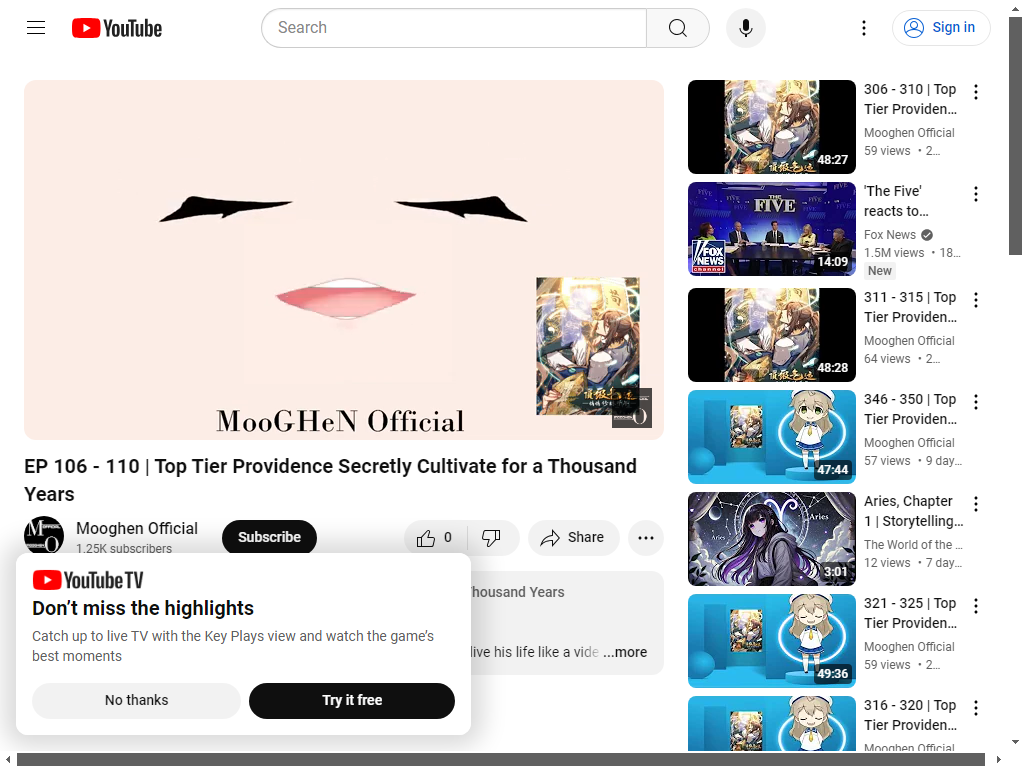 YouTube
Search
Sign in
MooGHeN Official
EP 106 - 110 | Top Tier Providence Secretly Cultivate for a Thousand
Years
Mooghen Official
1.25K subscribers
Subscribe
0
Share
housand Years
live his life like a vide ...more
YouTube TV
Don’t miss the highlights
Catch up to live TV with the Key Plays view and watch the game’s
best moments
No thanks
Try it free
48:27
306 - 310 | Top
Tier Providen...
Mooghen Official
59 views • 2...
THE
FIVE
FOX
NEWS
channel
14:09
'The Five'
reacts to...
Fox News
1.5M views • 18...
New
48:28
311 - 315 | Top
Tier Providen...
Mooghen Official
64 views • 2...
47:44
346 - 350 | Top
Tier Providen...
Mooghen Official
57 views • 9 day...
Aries
Aries
3:01
Aries, Chapter
1 | Storytelling...
The World of the ...
12 views • 7 day...
49:36
321 - 325 | Top
Tier Providen...
Mooghen Official
59 views • 2...
316 - 320 | Top
Tier Providen...
Mooghen Official